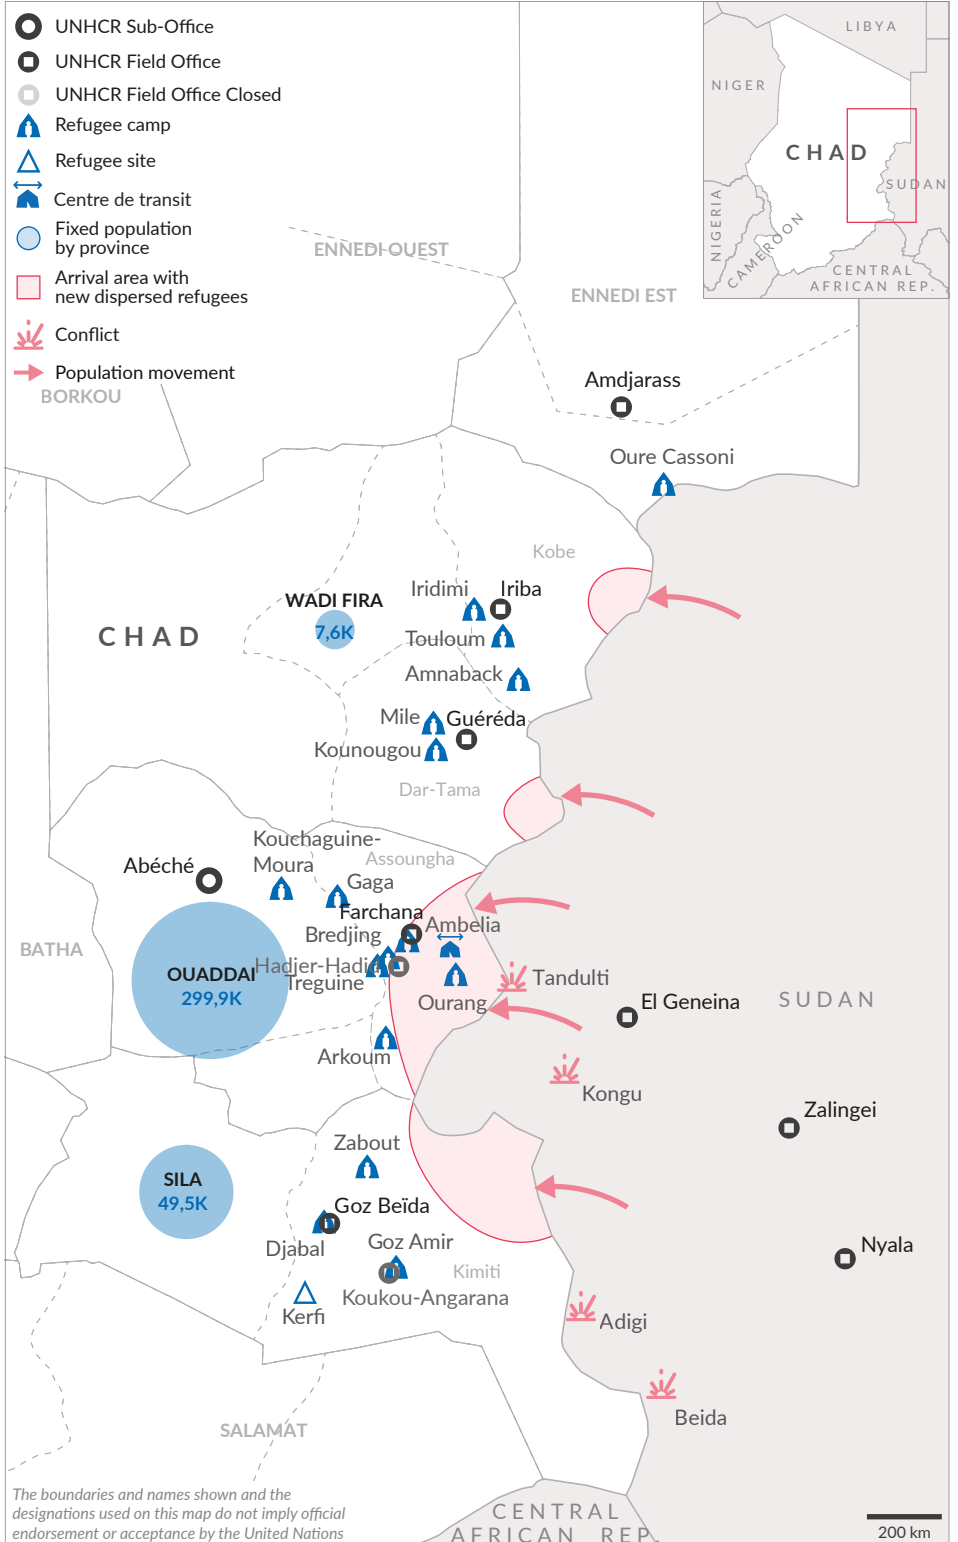 UNHCR Sub-Office
UNHCR Field Office
UNHCR Field Office Closed
Refugee camp
Refugee site
Centre de transit
Fixed population
by province
Arrival area with
new dispersed refugees
Conflict
Population movement
LIBYA
NIGER
CHAD
SUDAN
NIGERIA
CAMEROON
CENTRAL
AFRICAN REP.
ENNEDI OUEST
ENNEDI EST
BORKOU
Amdjarass
Oure Cassoni
Kobe
WADI FIRA
7,6K
CHAD
Iridimi
Iriba
Touloum
Amnaback
Mile
Guéréda
Kounougou
Dar-Tama
Kouchaguine-
Moura
Assoungha
Abéché
Gaga
Farchana
Bredjing
Ambelia
BATHA
OUADDAI
299,9K
Hadjer-Hadid
Treguine
Ourang
Tandulti
El Geneina
SUDAN
Arkoum
Kongu
Zalingei
Zabout
SILA
49,5K
Goz Beïda
Djabal
Goz Amir
Kimiti
Nyala
Koukou-Angarana
Kerfi
Adigi
Beida
SALAMAT
The boundaries and names shown and the
designations used on this map do not imply official
endorsement or acceptance by the United Nations
CENTRAL
AFRICAN REP.
200 km